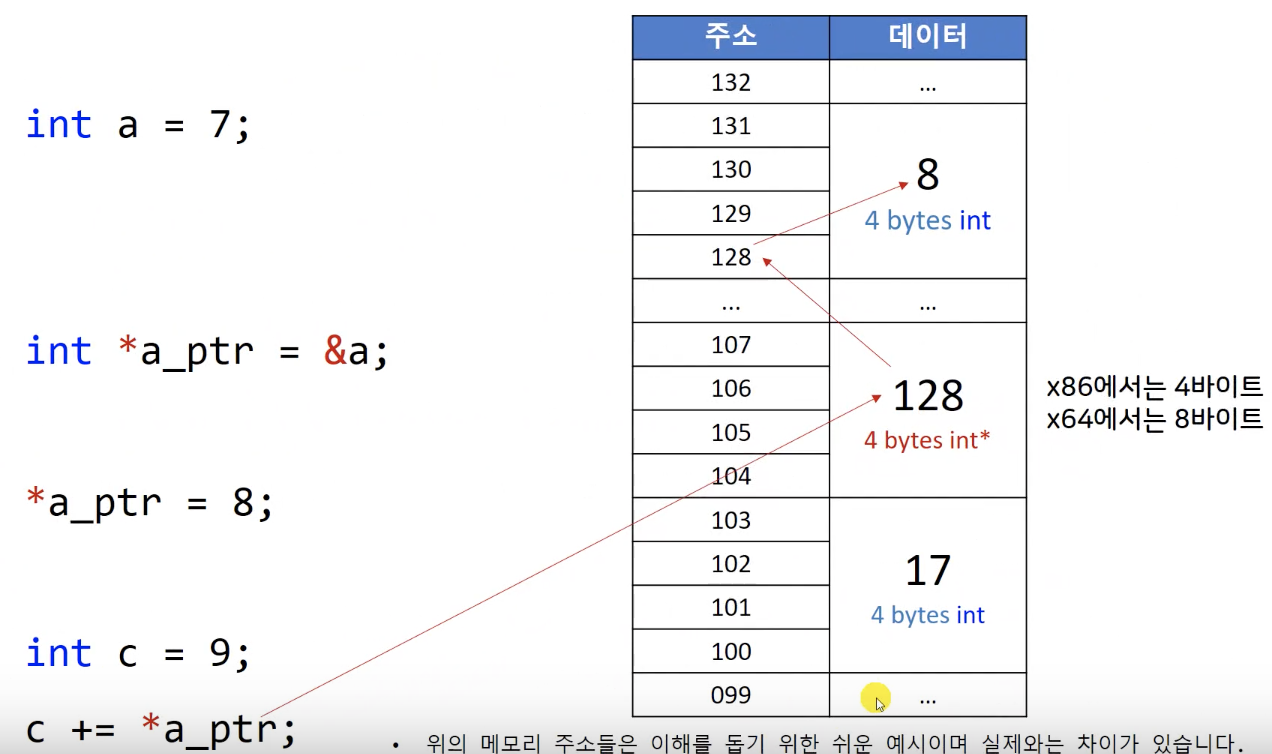 int a = 7;
int *a_ptr = &a;
*a_ptr = 8;
int c = 9;
c += *a_ptr;
주소 데이터
132 ...
131
130
129
128
8
4 bytes int
... ...
107
106
105
104
128
4 bytes int*
x86에서는 4바이트
x64에서는 8바이트
103
102
101
100
17
4 bytes int
099 ...
• 위의 메모리 주소들은 이해를 돕기 위한 쉬운 예시이며 실제와는 차이가 있습니다.